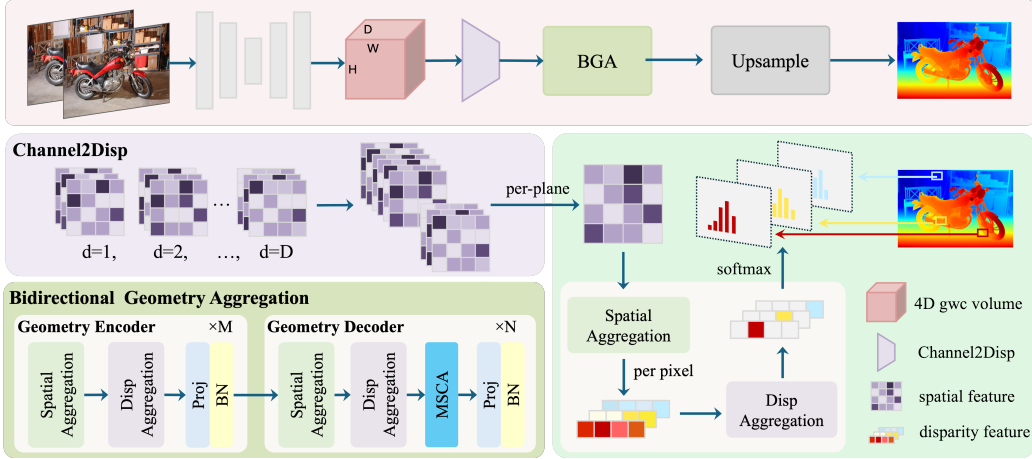 D
W
H
BGA
Upsample
Channel2Disp
d=1,
d=2,
...,
d=D
...
per-plane
softmax
Spatial
Aggregation
per pixel
Disp
Aggregation
4D gwc volume
Channel2Disp
spatial feature
disparity feature
Bidirectional Geometry Aggregation
Geometry Encoder
×M
Spatial
Aggregation
Disp
Aggregation
Proj
BN
Geometry Decoder
×N
Spatial
Aggregation
Disp
Aggregation
MSCA
Proj
BN